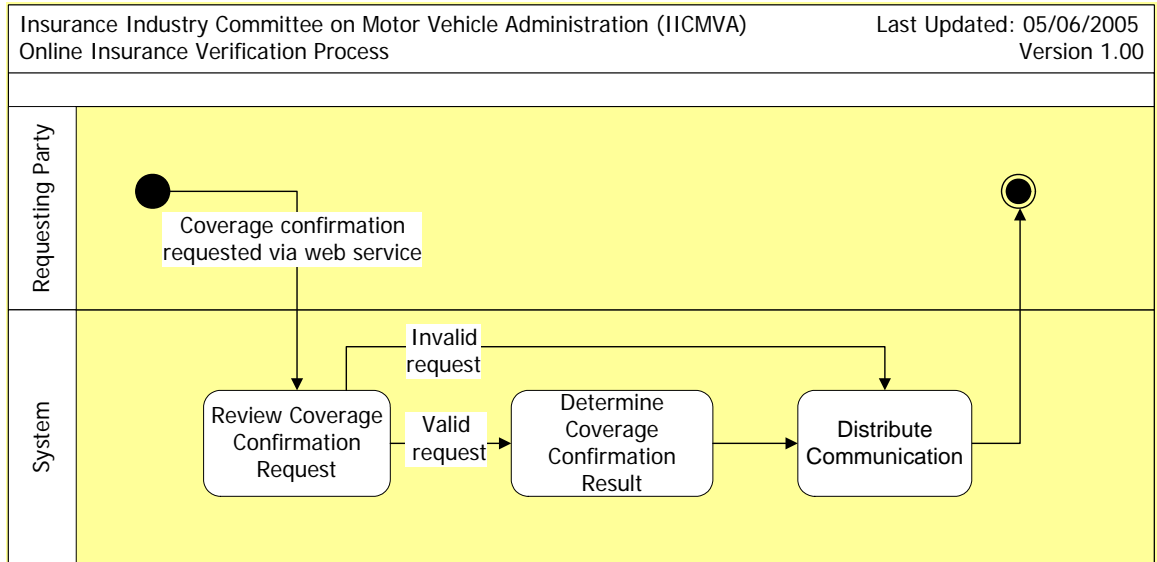 Insurance Industry Committee on Motor Vehicle Administration (IICMVA)
Last Updated: 05/06/2005
Online Insurance Verification Process
Version 1.00
Requesting Party
Coverage confirmation
requested via web service
System
Invalid
request
Review Coverage
Confirmation
Request
Valid
request
Determine
Coverage
Confirmation
Result
Distribute
Communication